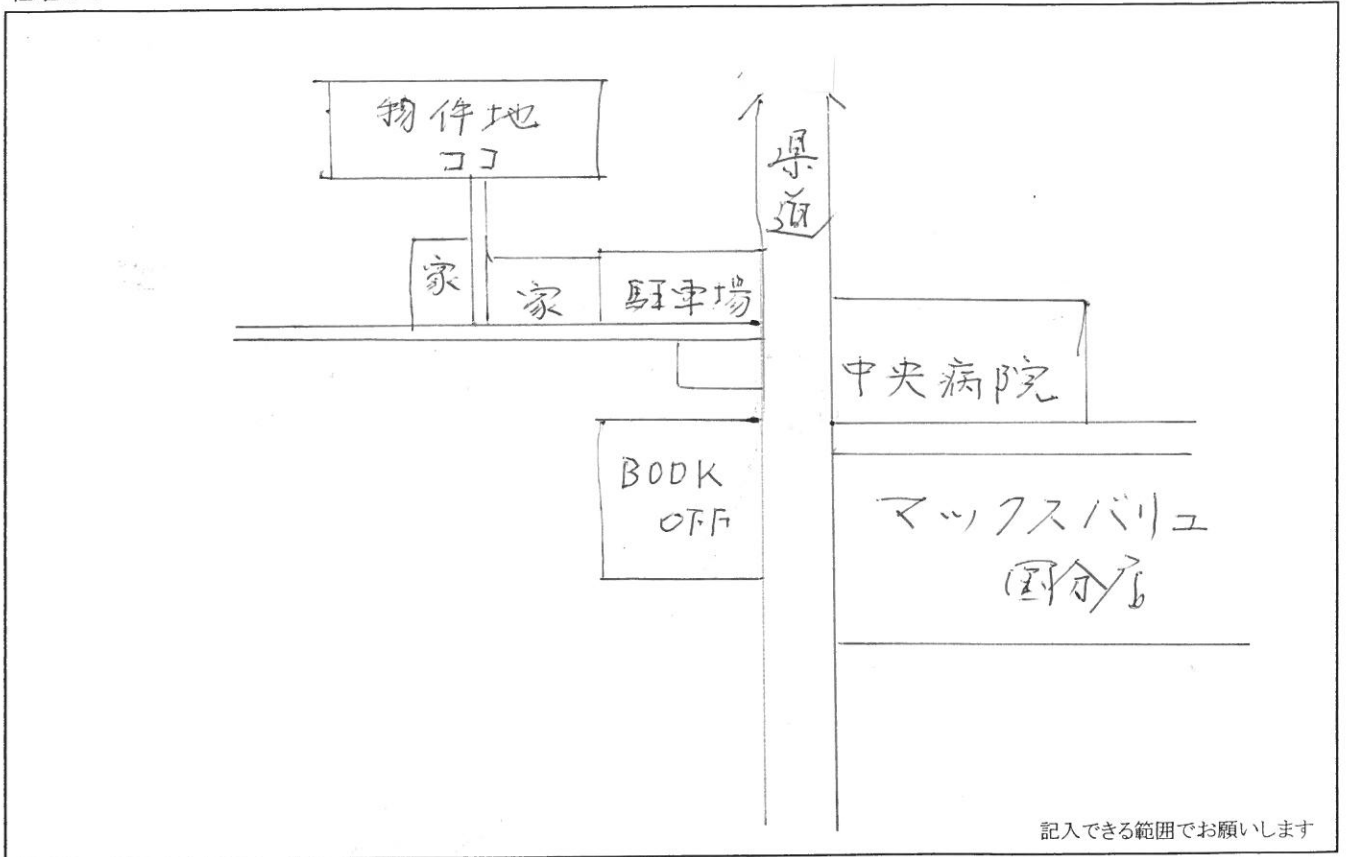 物件地
ココ
県道
家
家
駐車場
中央病院
BOOK
OFF
マックスバリュ
国分店
記入できる範囲でお願いします